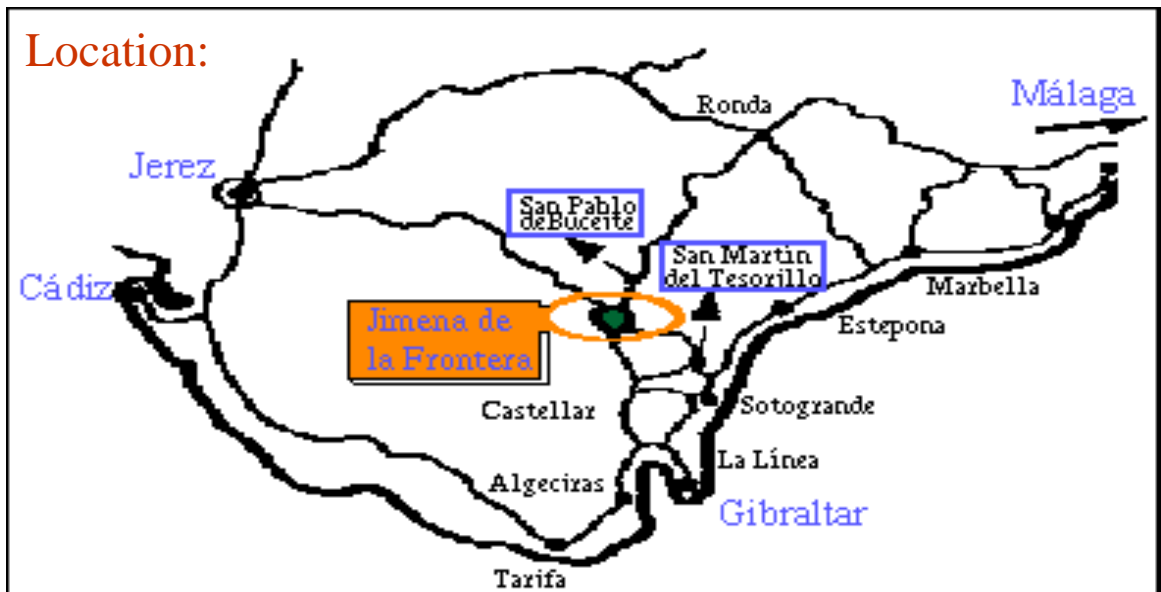 Location:
Málaga
Ronda
Jerez
San Pablo
deBuceite
San Martin
del Tesorillo
Cádiz
Marbella
Jimena de
la Frontera
Estepona
Castellar
Sotogrande
La Línea
Algeciras
Gibraltar
Tarifa